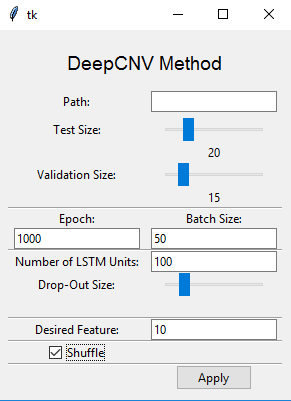 tk
DeepCNV Method
Path:
Test Size:
20
Validation Size:
15
Epoch: Batch Size:
1000 50
Number of LSTM Units: 100
Drop-Out Size:
Desired Feature: 10
Shuffle
Apply